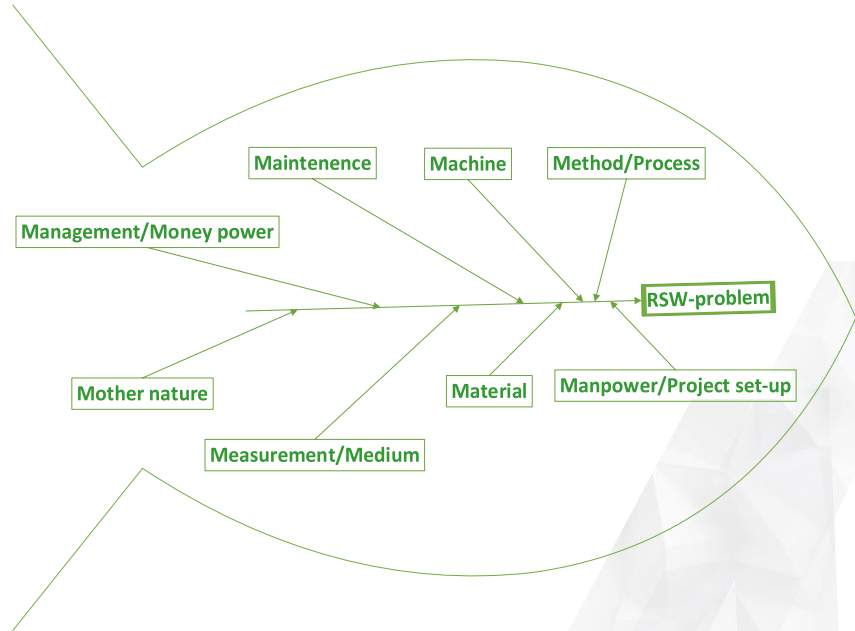 Maintenence
Machine
Method/Process
Management/Money power
RSW-problem
Mother nature
Material
Manpower/Project set-up
Measurement/Medium